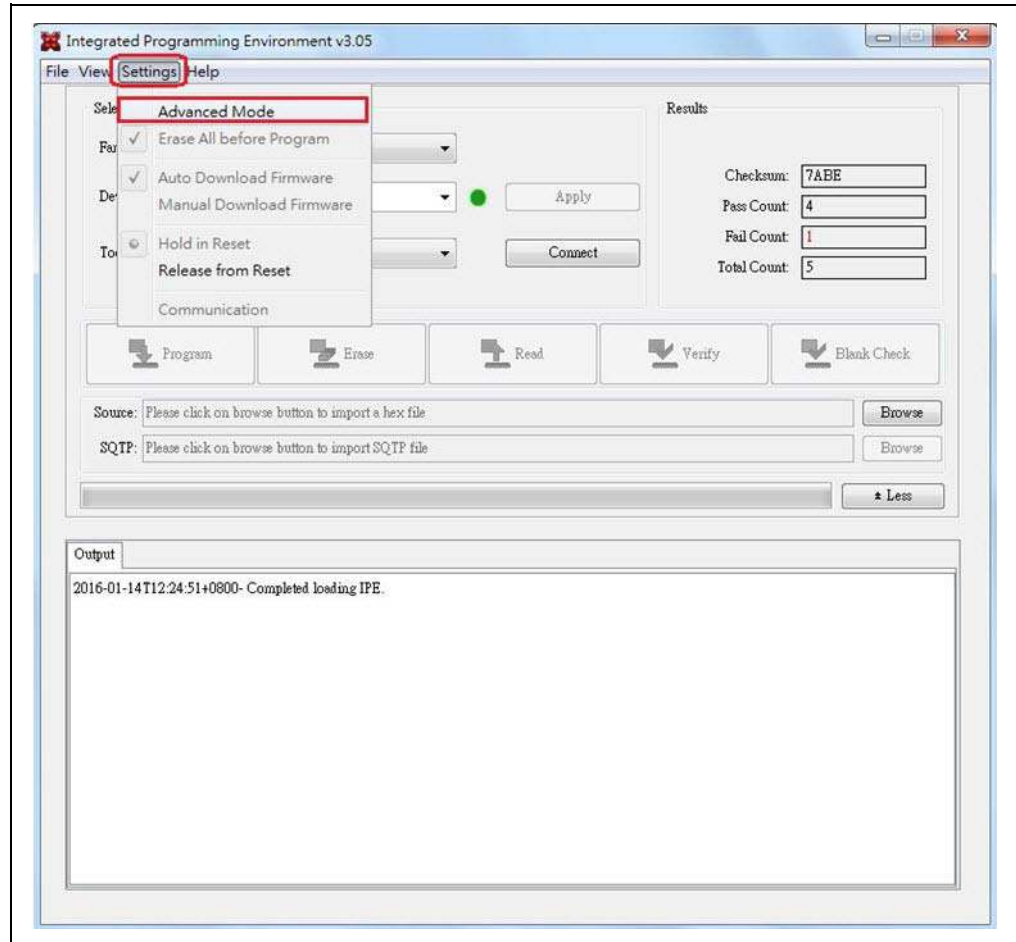 Integrated Programming Environment v3.05
File View Settings Help
Advanced Mode
Erase All before Program
Auto Download Firmware
Manual Download Firmware
Hold in Reset
Release from Reset
Communication
Apply
Connect
Results
Checksum: 7ABE
Pass Count: 4
Fail Count: 1
Total Count: 5
Program Erase Read Verify Blank Check
Source: Please click on browse button to import a hex file Browse
SQTP: Please click on browse button to import SQTP file Browse
Less
Output
2016-01-14T12:24:51+0800- Completed loading IPE.